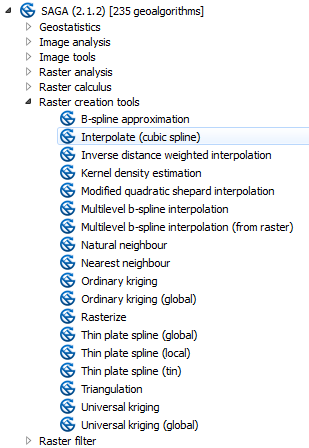 SAGA (2.1.2) [235 geoalgorithms]
Geostatistics
Image analysis
Image tools
Raster analysis
Raster calculus
Raster creation tools
B-spline approximation
Interpolate (cubic spline)
Inverse distance weighted interpolation
Kernel density estimation
Modified quadratic shepard interpolation
Multilevel b-spline interpolation
Multilevel b-spline interpolation (from raster)
Natural neighbour
Nearest neighbour
Ordinary kriging
Ordinary kriging (global)
Rasterize
Thin plate spline (global)
Thin plate spline (local)
Thin plate spline (tin)
Triangulation
Universal kriging
Universal kriging (global)
Raster filter